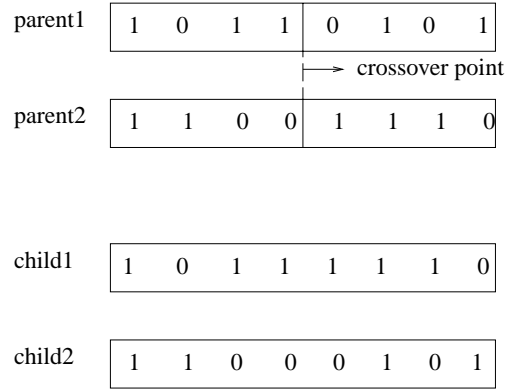 parent1 1 0 1 1 0 1 0 1
crossover point
parent2 1 1 0 0 1 1 1 0
child1 1 0 1 1 1 1 1 0
child2 1 1 0 0 0 1 0 1